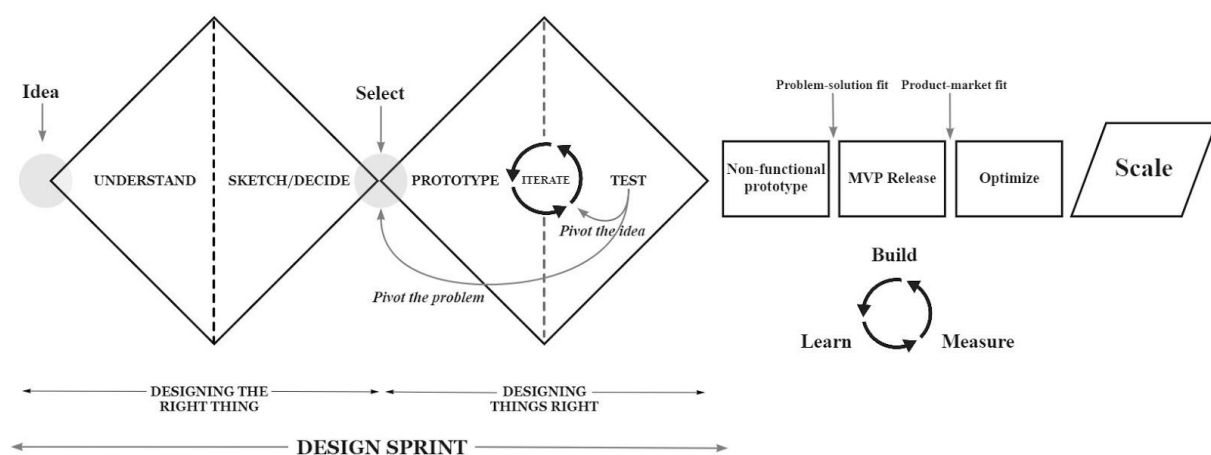 Idea
Select
Problem-solution fit
Product-market fit
UNDERSTAND
SKETCH/DECIDE
PROTOTYPE
ITERATE
TEST
Pivot the idea
Pivot the problem
Non-functional
prototype
MVP Release
Optimize
Scale
Build
Learn
Measure
DESIGNING THE
RIGHT THING
DESIGNING
THINGS RIGHT
DESIGN SPRINT